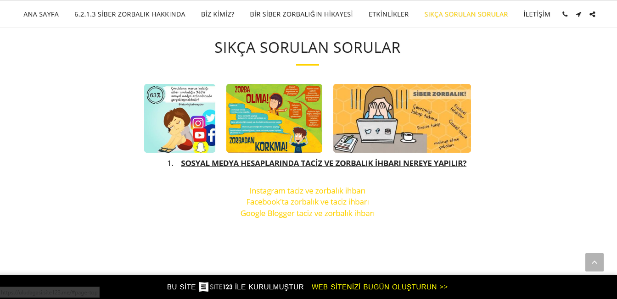 ANA SAYFA 6.2.1.3 SİBER ZORBALIK HAKKINDA BİZ KİMİZ? BİR SİBER ZORBALIĞIN HİKAYESİ ETKİNLİKLER SIKÇA SORULAN SORULAR İLETİŞİM
SIKÇA SORULAN SORULAR
63%
ZORBA OLMA!
ZORBADAN KORKMA!
SİBER ZORBALIK!
1. SOSYAL MEDYA HESAPLARINDA TACİZ VE ZORBALIK İHBARI NEREYE YAPILIR?
Instagram taciz ve zorbalık ihbarı
Facebook'ta zorbalık ve taciz ihbarı
Google Blogger taciz ve zorbalık ihbarı
BU SİTE SITE123 İLE KURULMUŞTUR WEB SİTENİZİ BUGÜN OLUŞTURUN >>